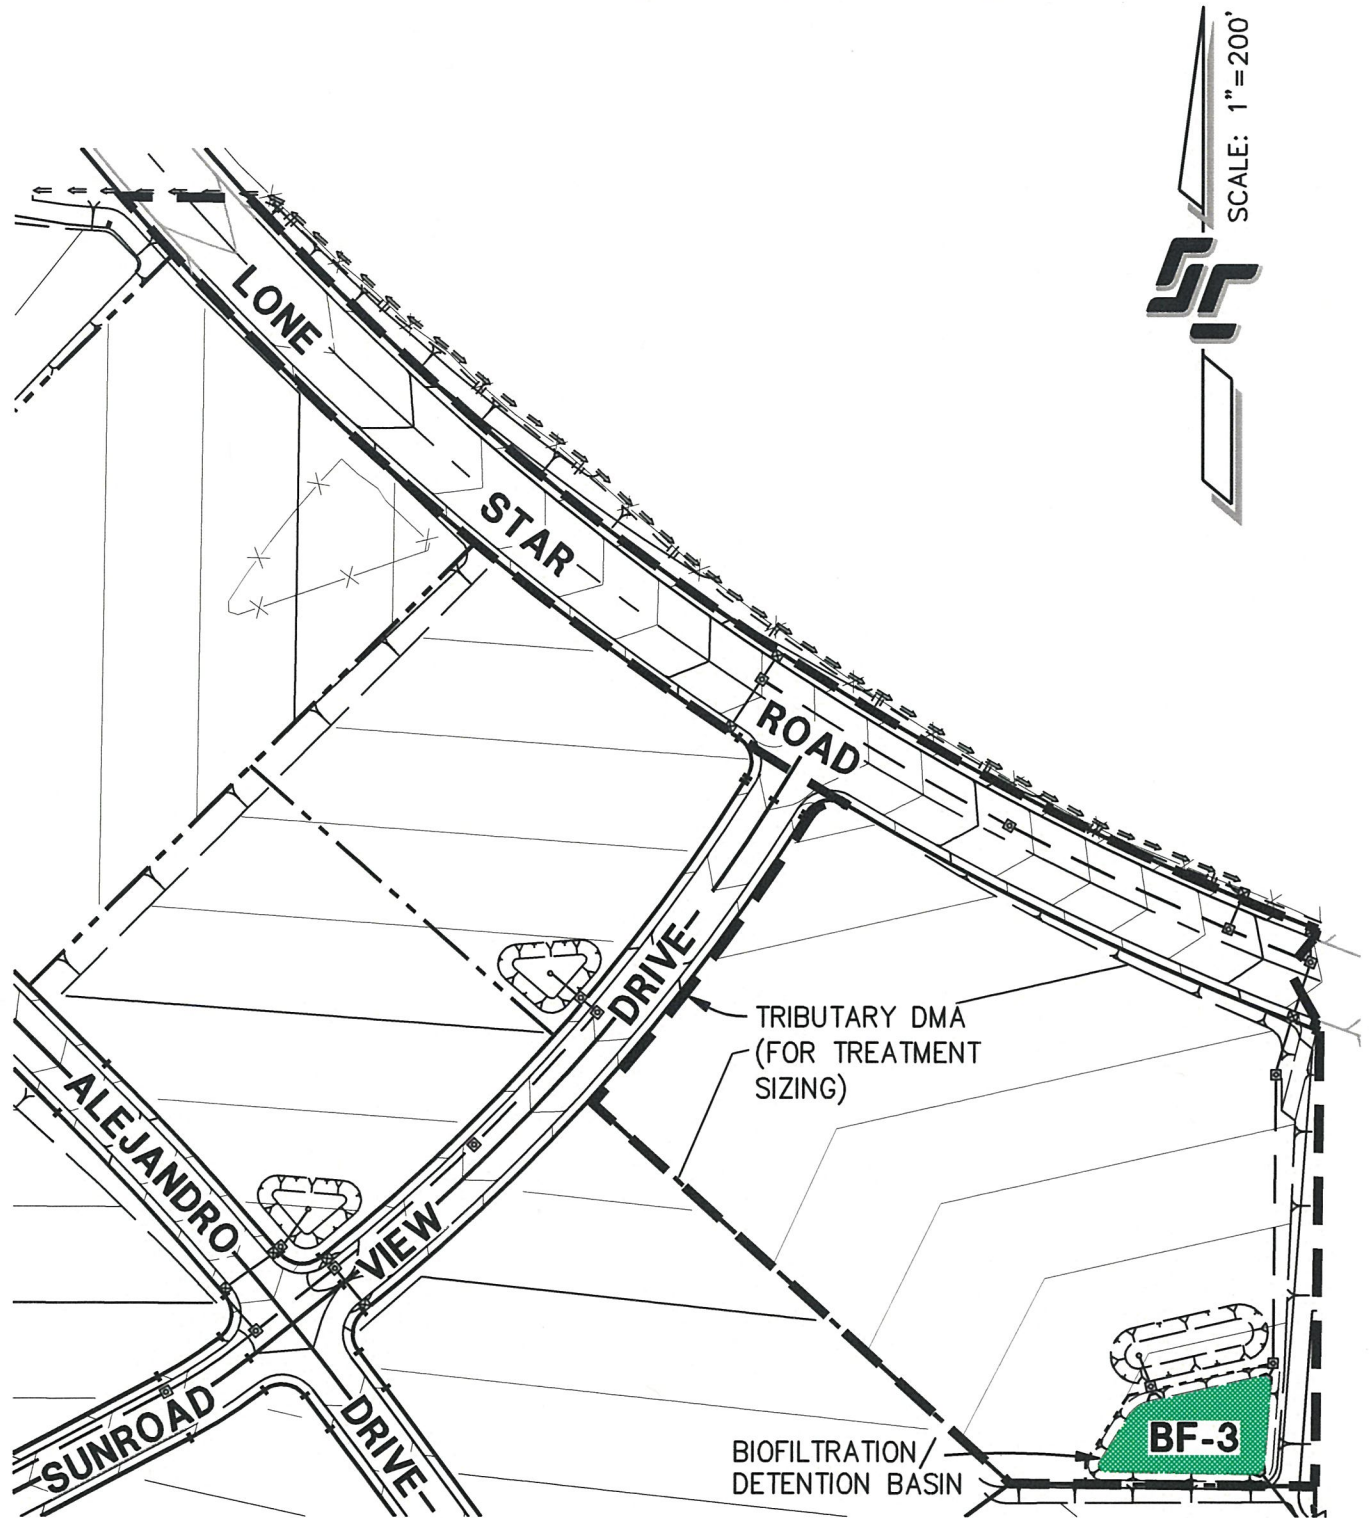 SCALE: 1"=200'
LONE
STAR
ROAD
DRIVE
TRIBUTARY DMA
(FOR TREATMENT
SIZING)
ALEJANDRO
VIEW
SUNROAD
DRIVE
BF-3
BIOFILTRATION/
DETENTION BASIN